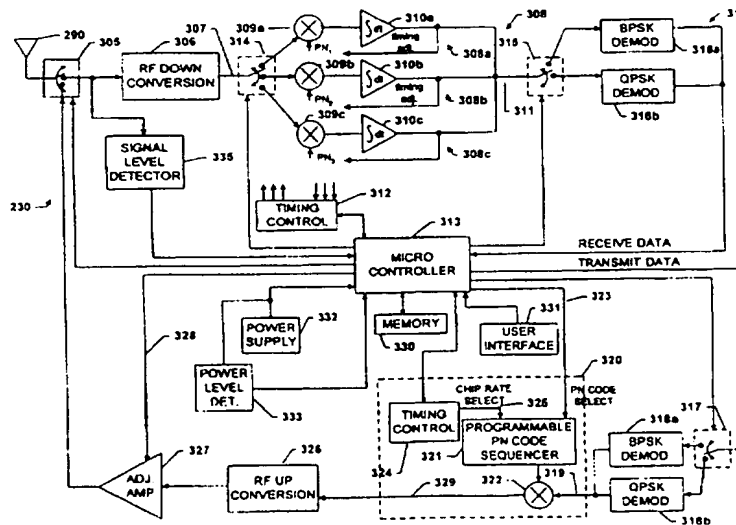 290
305
306
307
309a
310a
308
314
315
316
RF DOWN
CONVERSION
PN1
timing
adj
308a
309b
310b
PN2
timing
adj
308b
309c
310c
PN3
308c
311
BPSK
DEMOD
316a
QPSK
DEMOD
316b
SIGNAL
LEVEL
DETECTOR
335
230
312
TIMING
CONTROL
313
MICRO
CONTROLLER
RECEIVE DATA
TRANSMIT DATA
328
POWER
SUPPLY
332
MEMORY
330
331
USER
INTERFACE
323
POWER
LEVEL
DET.
333
320
CHIP RATE
SELECT
PN CODE
SELECT
TIMING
CONTROL
324
325
PROGRAMMABLE
PN CODE
SEQUENCER
321
318a
317
BPSK
DEMOD
319
322
QPSK
DEMOD
318b
327
ADJ
AMP
326
RF UP
CONVERSION
329